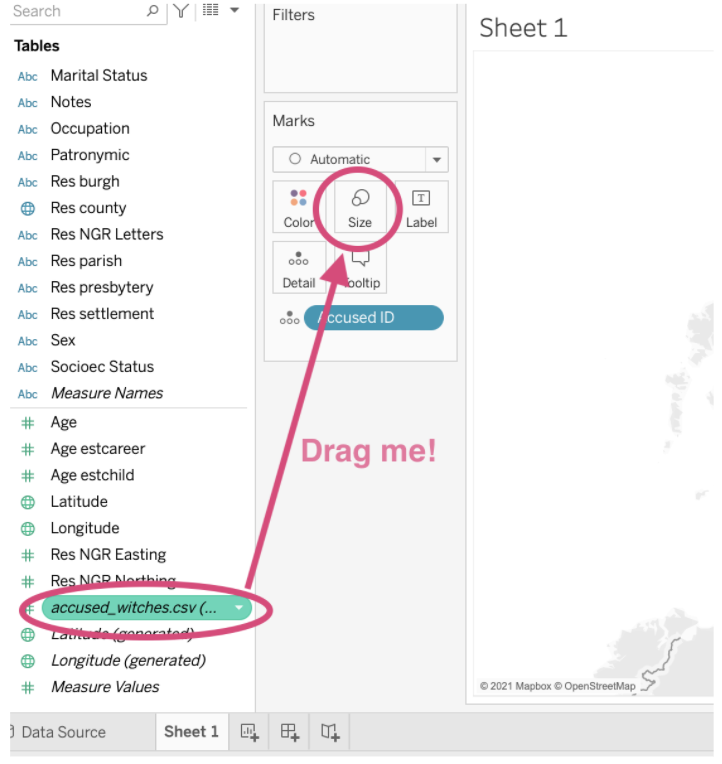 Search
Tables
Abc Marital Status
Abc Notes
Abc Occupation
Abc Patronymic
Abc Res burgh
Res county
Abc Res NGR Letters
Abc Res parish
Abc Res presbytery
Abc Res settlement
Abc Sex
Abc Socioec Status
Abc Measure Names
# Age
# Age estcareer
# Age estchild
Latitude
Longitude
# Res NGR Easting
# Res NGR Northing
# accused_witches.csv (...
Latitude (generated)
Longitude (generated)
# Measure Values
Filters
Marks
Automatic
Color Size T Label
Detail Tooltip
Accused ID
Drag me!
Sheet 1
© 2021 Mapbox © OpenStreetMap
Data Source Sheet 1